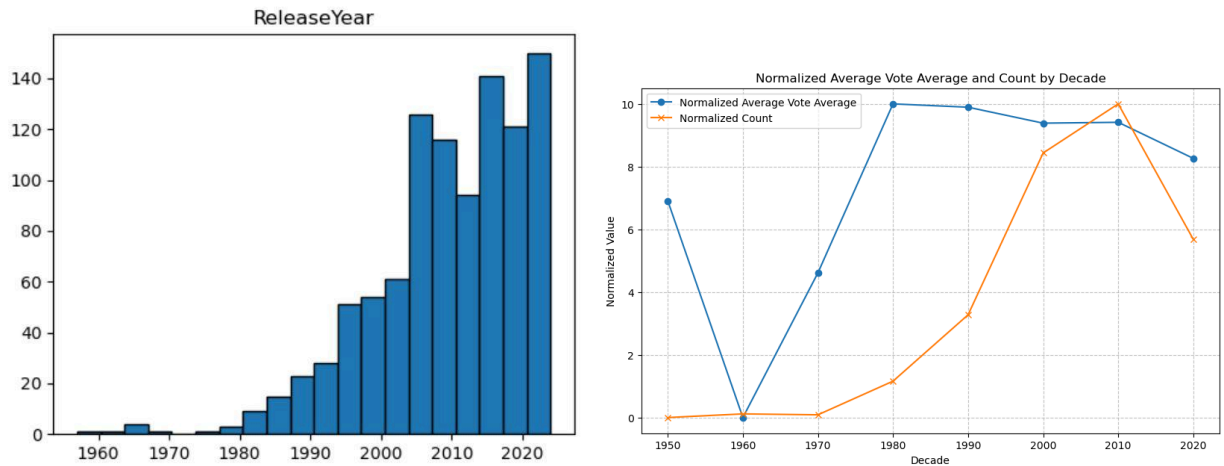 ReleaseYear
140
120
100
80
60
40
20
0
1960 1970 1980 1990 2000 2010 2020
Normalized Average Vote Average and Count by Decade
Normalized Average Vote Average
Normalized Count
Normalized Value
10
8
6
4
2
0
1950 1960 1970 1980 1990 2000 2010 2020
Decade